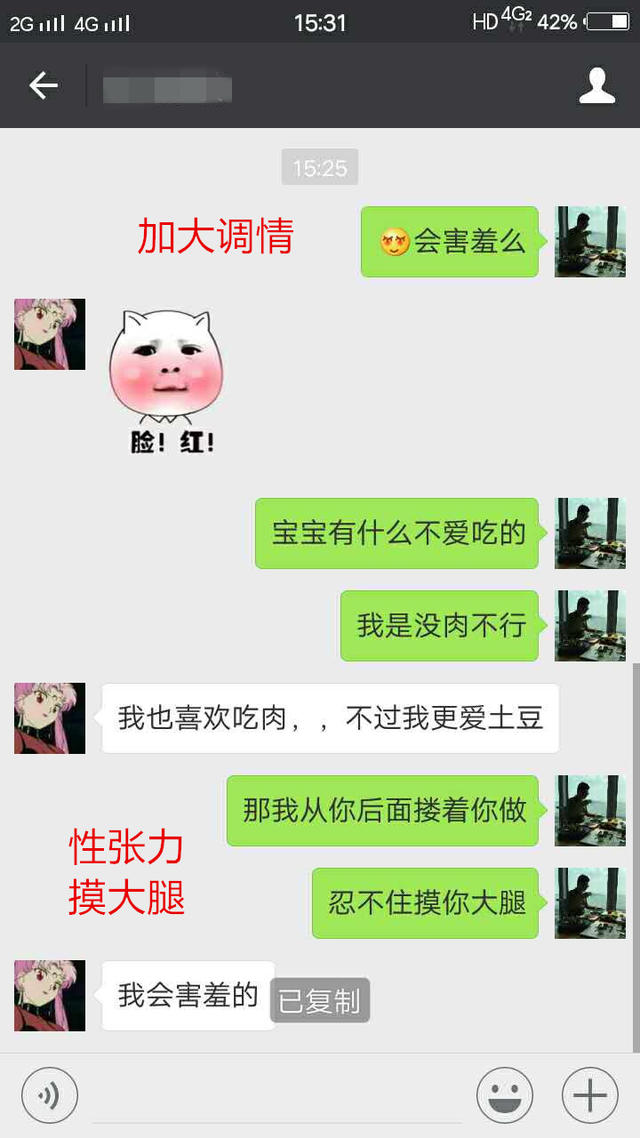 2G 4G 15:31 HD 4G2 42%
15:25
加大调情
会害羞么
脸！红！
宝宝有什么不爱吃的
我是没肉不行
我也喜欢吃肉，，不过我更爱土豆
那我从你后面搂着你做
性张力
摸大腿
忍不住摸你大腿
我会害羞的
已复制